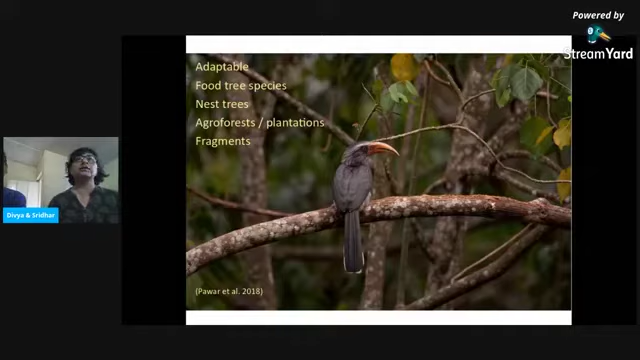 Powered by
StreamYard
Adaptable
Food tree species
Nest trees
Agroforests / plantations
Fragments
Divya & Sridhar
(Pawar et al. 2018)